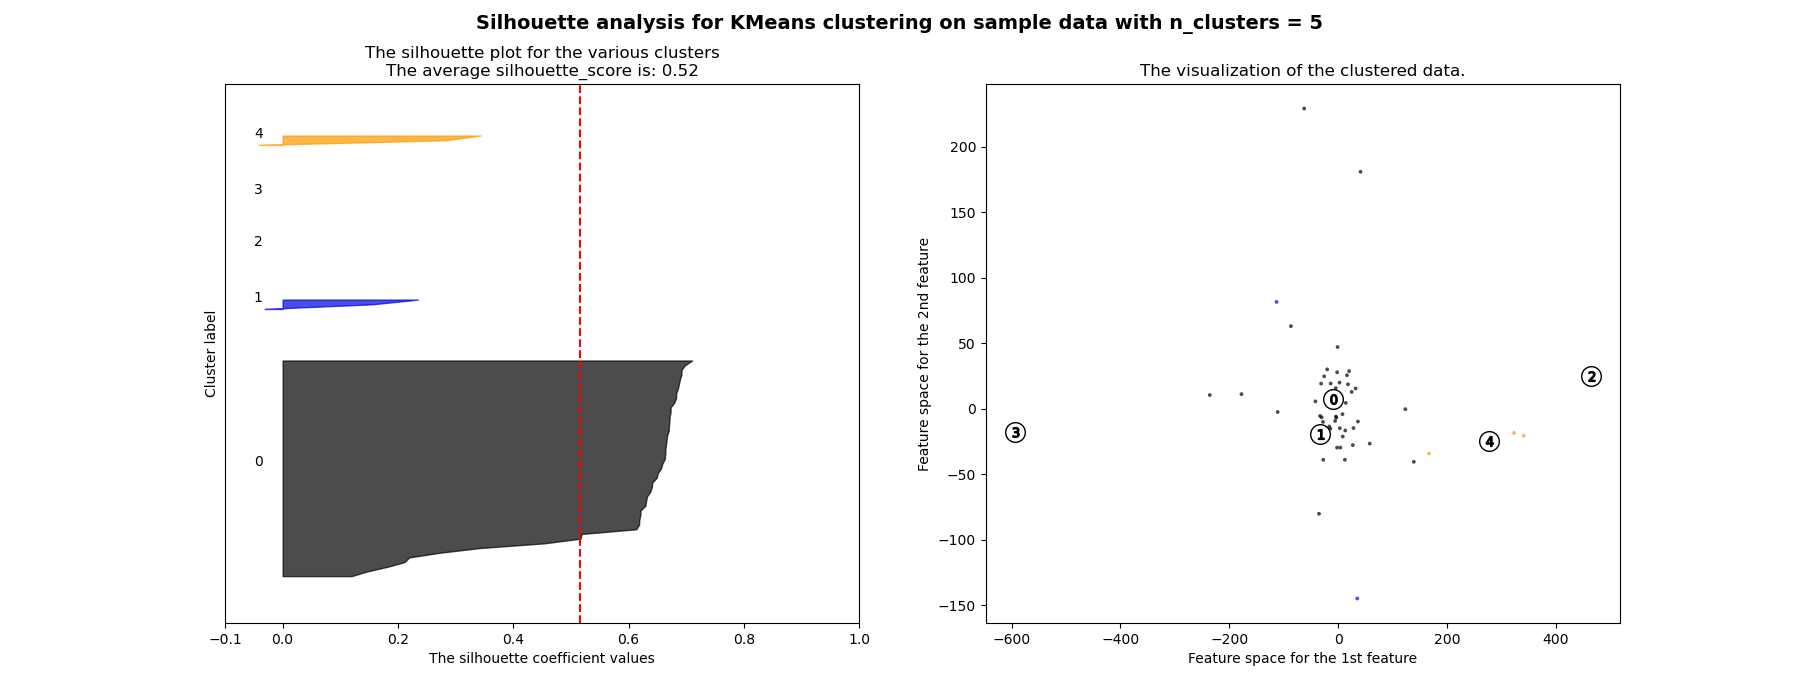 Silhouette analysis for KMeans clustering on sample data with n_clusters = 5
The silhouette plot for the various clusters
The average silhouette_score is: 0.52
Cluster label
4
3
2
1
0
−0.1 0.0 0.2 0.4 0.6 0.8 1.0
The silhouette coefficient values
The visualization of the clustered data.
Feature space for the 2nd feature
200
150
100
50
0
−50
−100
−150
2
0
3
1
4
−600 −400 −200 0 200 400
Feature space for the 1st feature